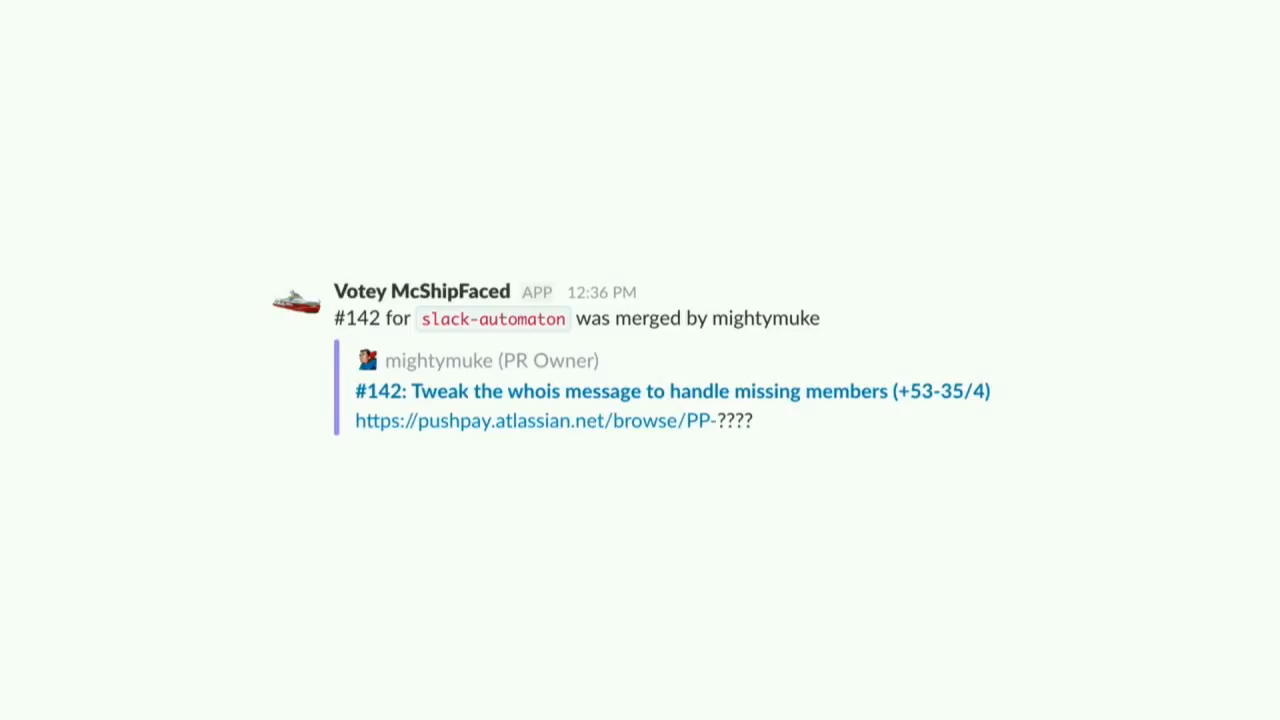 Votey McShipFaced APP 12:36 PM
#142 for slack-automaton was merged by mightymuke
mightymuke (PR Owner)
#142: Tweak the whois message to handle missing members (+53-35/4)
https://pushpay.atlassian.net/browse/PP-????